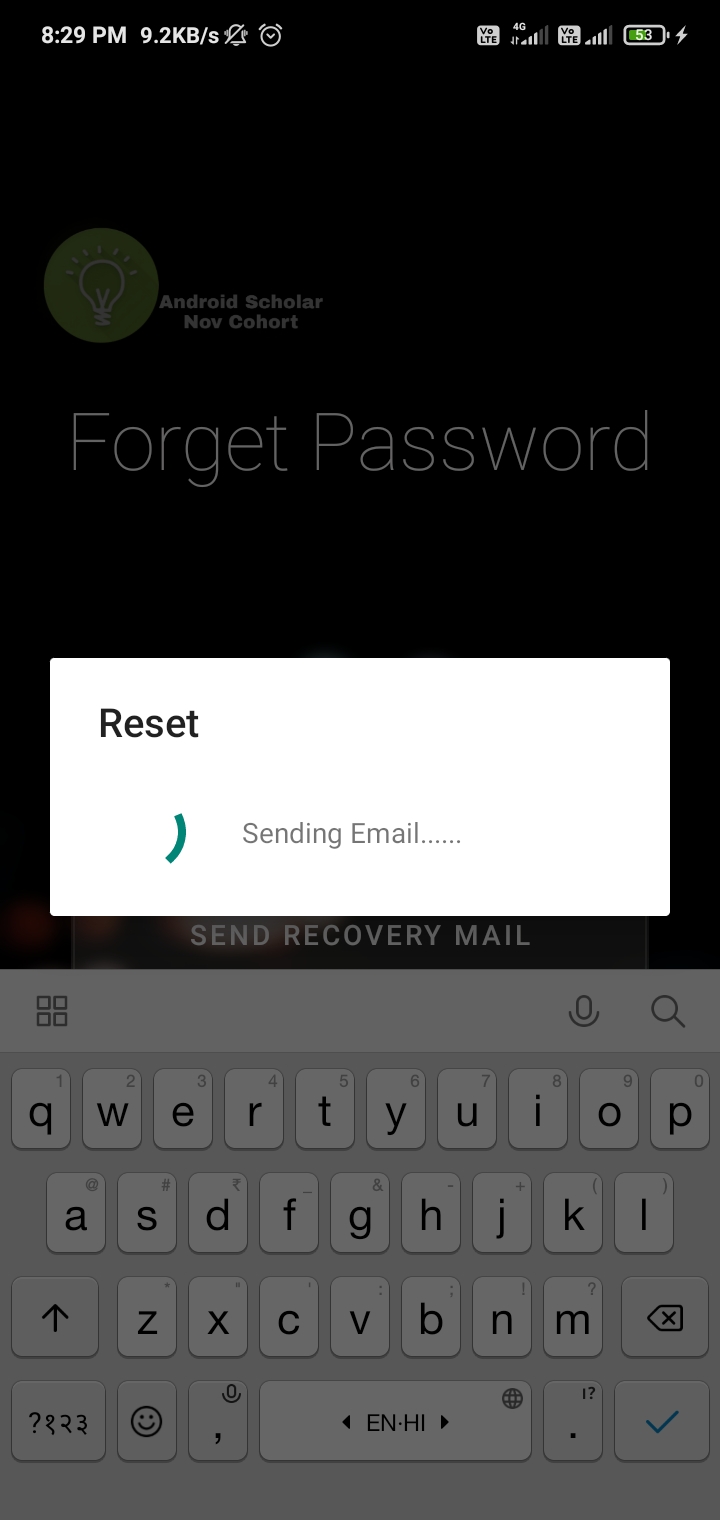 8:29 PM 9.2KB/s Vo LTE 4G Vo LTE 53
Android Scholar
Nov Cohort
Forget Password
Reset
Sending Email......
SEND RECOVERY MAIL
1 2 3 4 5 6 7 8 9 0
q w e r t y u i o p
@ # ₹ _ & - + ( )
a s d f g h j k l
* " ' : ; ! ?
z x c v b n m
?१२३ , EN·HI . ।?